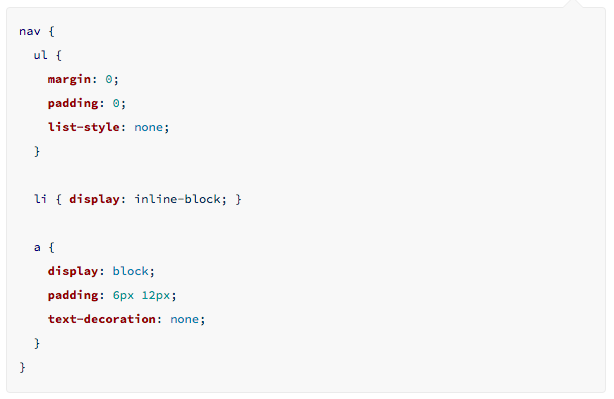 nav {
  ul {
    margin: 0;
    padding: 0;
    list-style: none;
  }

  li { display: inline-block; }

  a {
    display: block;
    padding: 6px 12px;
    text-decoration: none;
  }
}